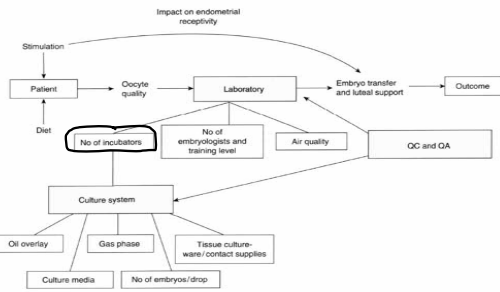 Impact on endometrial
receptivity
Stimulation
Patient
Oocyte
quality
Laboratory
Embryo transfer
and luteal support
Outcome
Diet
No of incubators
No of
embryologists and
training level
Air quality
QC and QA
Culture system
Oil overlay
Gas phase
Tissue culture-
ware/contact supplies
Culture media
No of embryos/drop